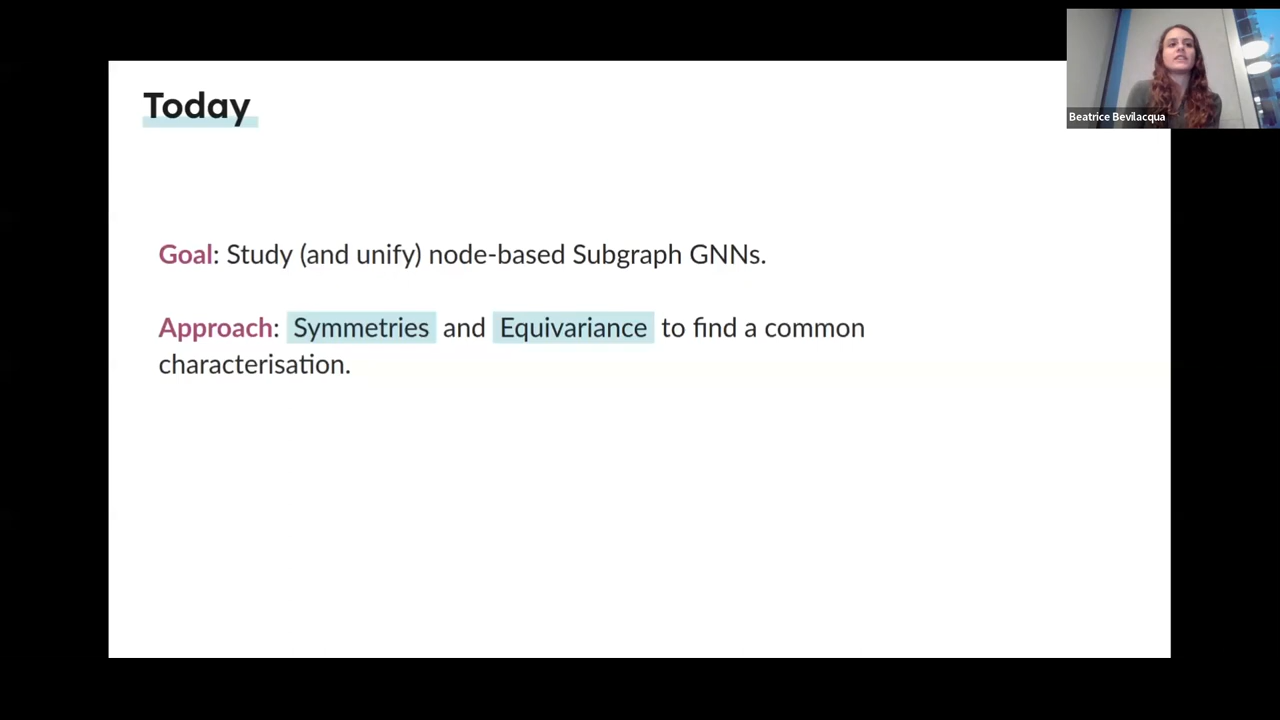 Today
Beatrice Bevilacqua
Goal: Study (and unify) node-based Subgraph GNNs.
Approach: Symmetries and Equivariance to find a common
characterisation.